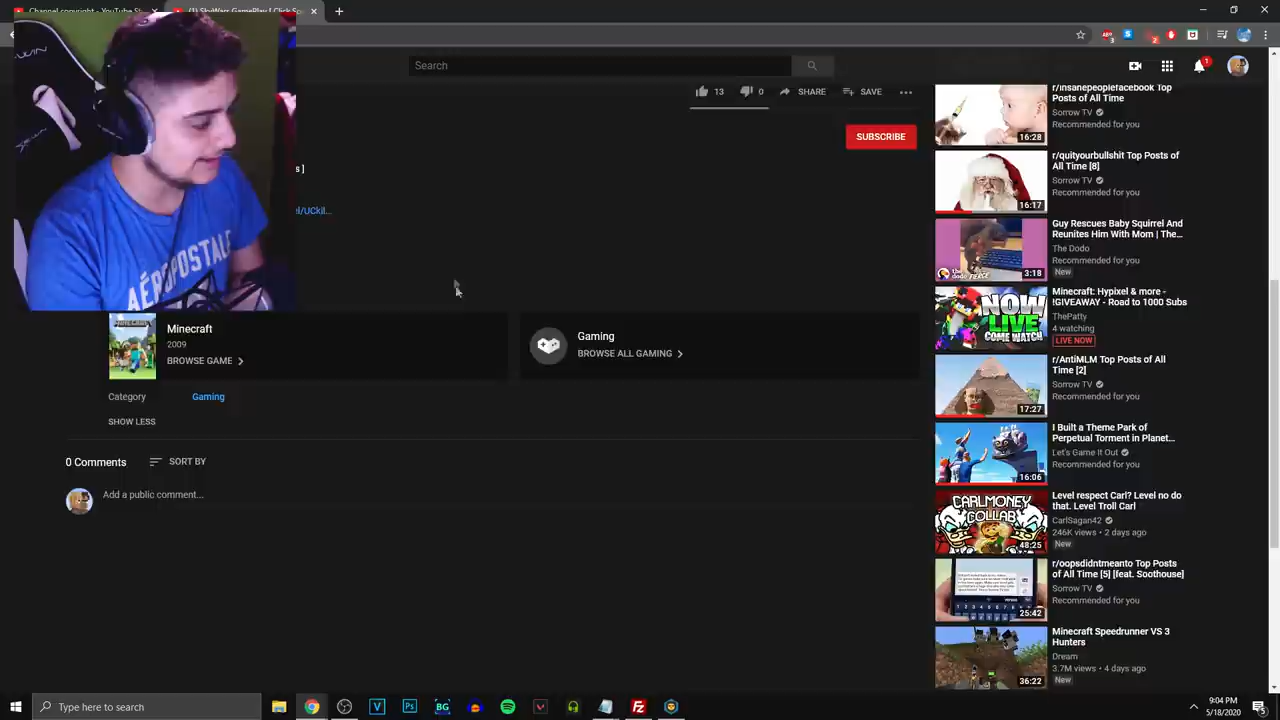 Channel copyright - YouTube St
(1) SkyWars GamePlay [ Click S
Search
13
0
SHARE
SAVE
SUBSCRIBE
s ]
el/UCkil...
AÉROPOSTAL
Minecraft
2009
BROWSE GAME
Gaming
BROWSE ALL GAMING
Category
Gaming
SHOW LESS
0 Comments
SORT BY
Add a public comment...
r/insanepeoplefacebook Top
Posts of All Time
Sorrow TV
Recommended for you
16:28
r/quityourbullshit Top Posts of
All Time [8]
Sorrow TV
Recommended for you
16:17
Guy Rescues Baby Squirrel And
Reunites Him With Mom | The...
The Dodo
Recommended for you
New
the dodo FIERCE
3:18
Minecraft: Hypixel & more -
!GIVEAWAY - Road to 1000 Subs
ThePatty
4 watching
LIVE NOW
NOW
LIVE
COME WATCH
r/AntiMLM Top Posts of All
Time [2]
Sorrow TV
Recommended for you
17:27
I Built a Theme Park of
Perpetual Torment in Planet...
Let's Game It Out
Recommended for you
16:06
Level respect Carl? Level no do
that. Level Troll Carl
CarlSagan42
246K views • 2 days ago
New
CARLMONEY
COLLAB
48:25
r/oopsdidntmeanto Top Posts
of All Time [5] [feat. Sorrow...se]
Sorrow TV
Recommended for you
25:42
Minecraft Speedrunner VS 3
Hunters
Dream
3.7M views • 4 days ago
New
36:22
Type here to search
9:04 PM
5/18/2020